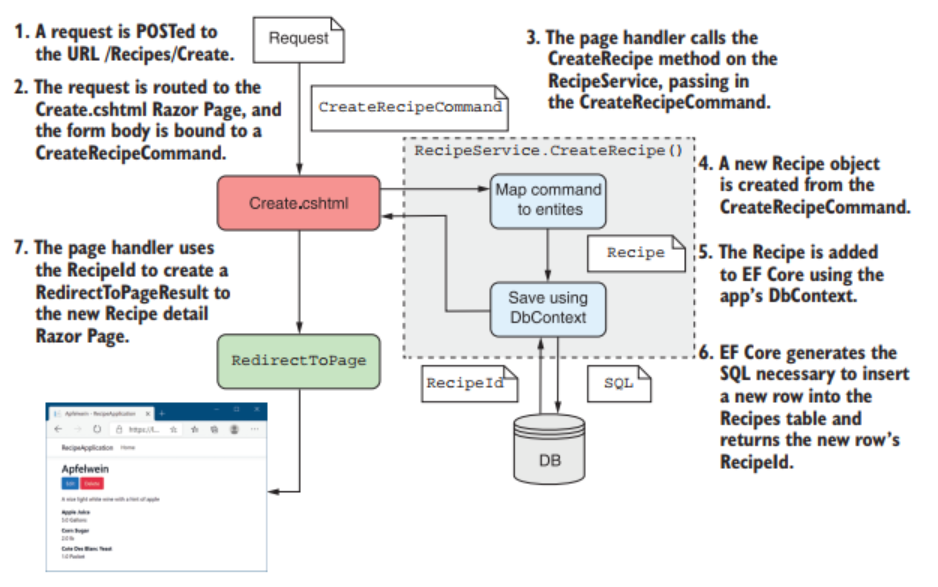 1. A request is POSTed to
the URL /Recipes/Create.
2. The request is routed to the
Create.cshtml Razor Page, and
the form body is bound to a
CreateRecipeCommand.
Request
CreateRecipeCommand
3. The page handler calls the
CreateRecipe method on the
RecipeService, passing in
the CreateRecipeCommand.
RecipeService.CreateRecipe()
Create.cshtml
Map command
to entites
4. A new Recipe object
is created from the
CreateRecipeCommand.
Recipe
5. The Recipe is added
to EF Core using the
app's DbContext.
Save using
DbContext
6. EF Core generates the
SQL necessary to insert
a new row into the
Recipes table and
returns the new row's
RecipeId.
RecipeId
SQL
DB
7. The page handler uses
the RecipeId to create a
RedirectToPageResult to
the new Recipe detail
Razor Page.
RedirectToPage
Apfelwein - RecipeApplication
https://l...
RecipeApplication Home
Apfelwein
Edit Delete
A nice light white wine with a hint of apple
Apple Juice
5.0 Gallons
Corn Sugar
2.0 lb
Cote Des Blanc Yeast
1.0 Packet